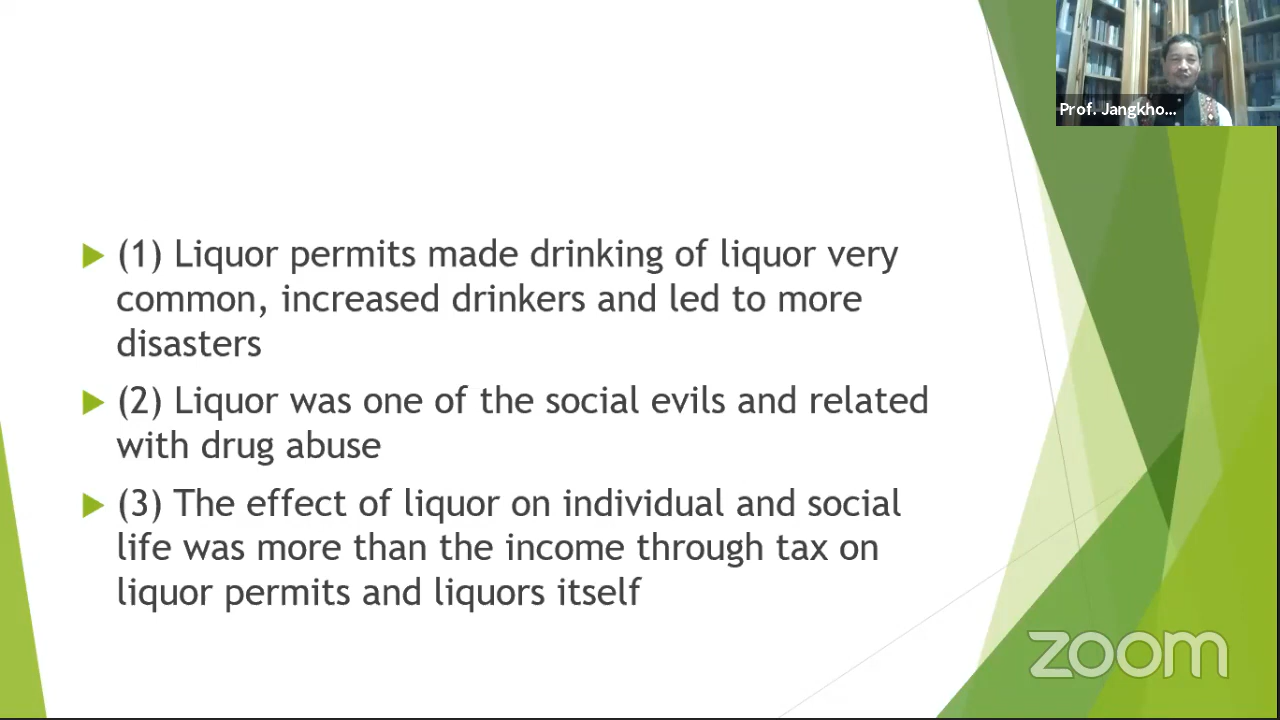 Prof. Jangkho...
(1) Liquor permits made drinking of liquor very
common, increased drinkers and led to more
disasters
(2) Liquor was one of the social evils and related
with drug abuse
(3) The effect of liquor on individual and social
life was more than the income through tax on
liquor permits and liquors itself
zoom